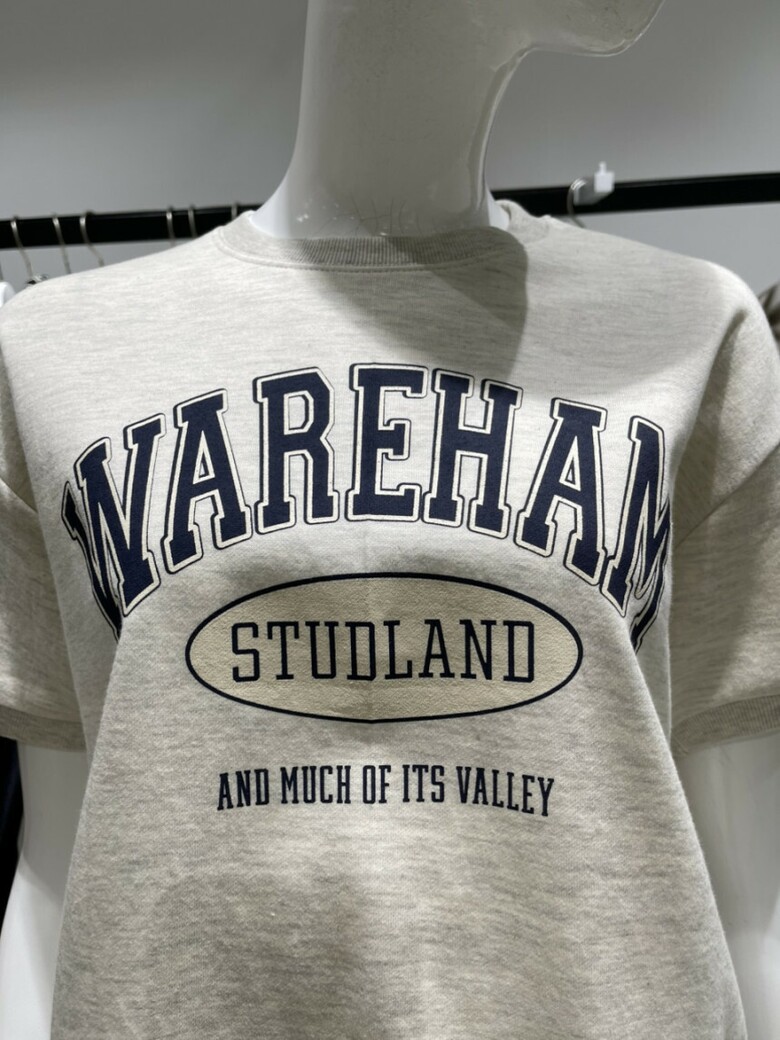 WAREHAM
STUDLAND
AND MUCH OF ITS VALLEY